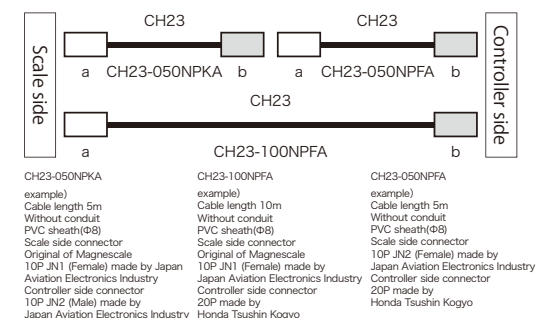 CH23
CH23
Scale side
Controller side
a
CH23-050NPKA
b
a
CH23-050NPFA
b
CH23
a
CH23-100NPFA
b
CH23-050NPKA
example)
Cable length 5m
Without conduit
PVC sheath(Φ8)
Scale side connector
Original of Magnescale
10P JN1 (Female) made by Japan
Aviation Electronics Industry
Controller side connector
10P JN2 (Male) made by
Japan Aviation Electronics Industry
CH23-100NPFA
example)
Cable length 10m
Without conduit
PVC sheath(Φ8)
Scale side connector
Original of Magnescale
10P JN1 (Female) made by
Japan Aviation Electronics Industry
Controller side connector
20P made by
Honda Tsushin Kogyo
CH23-050NPFA
example)
Cable length 5m
Without conduit
PVC sheath(Φ8)
Scale side connector
10P JN2 (Female) made by
Japan Aviation Electronics Industry
Controller side connector
20P made by
Honda Tsushin Kogyo